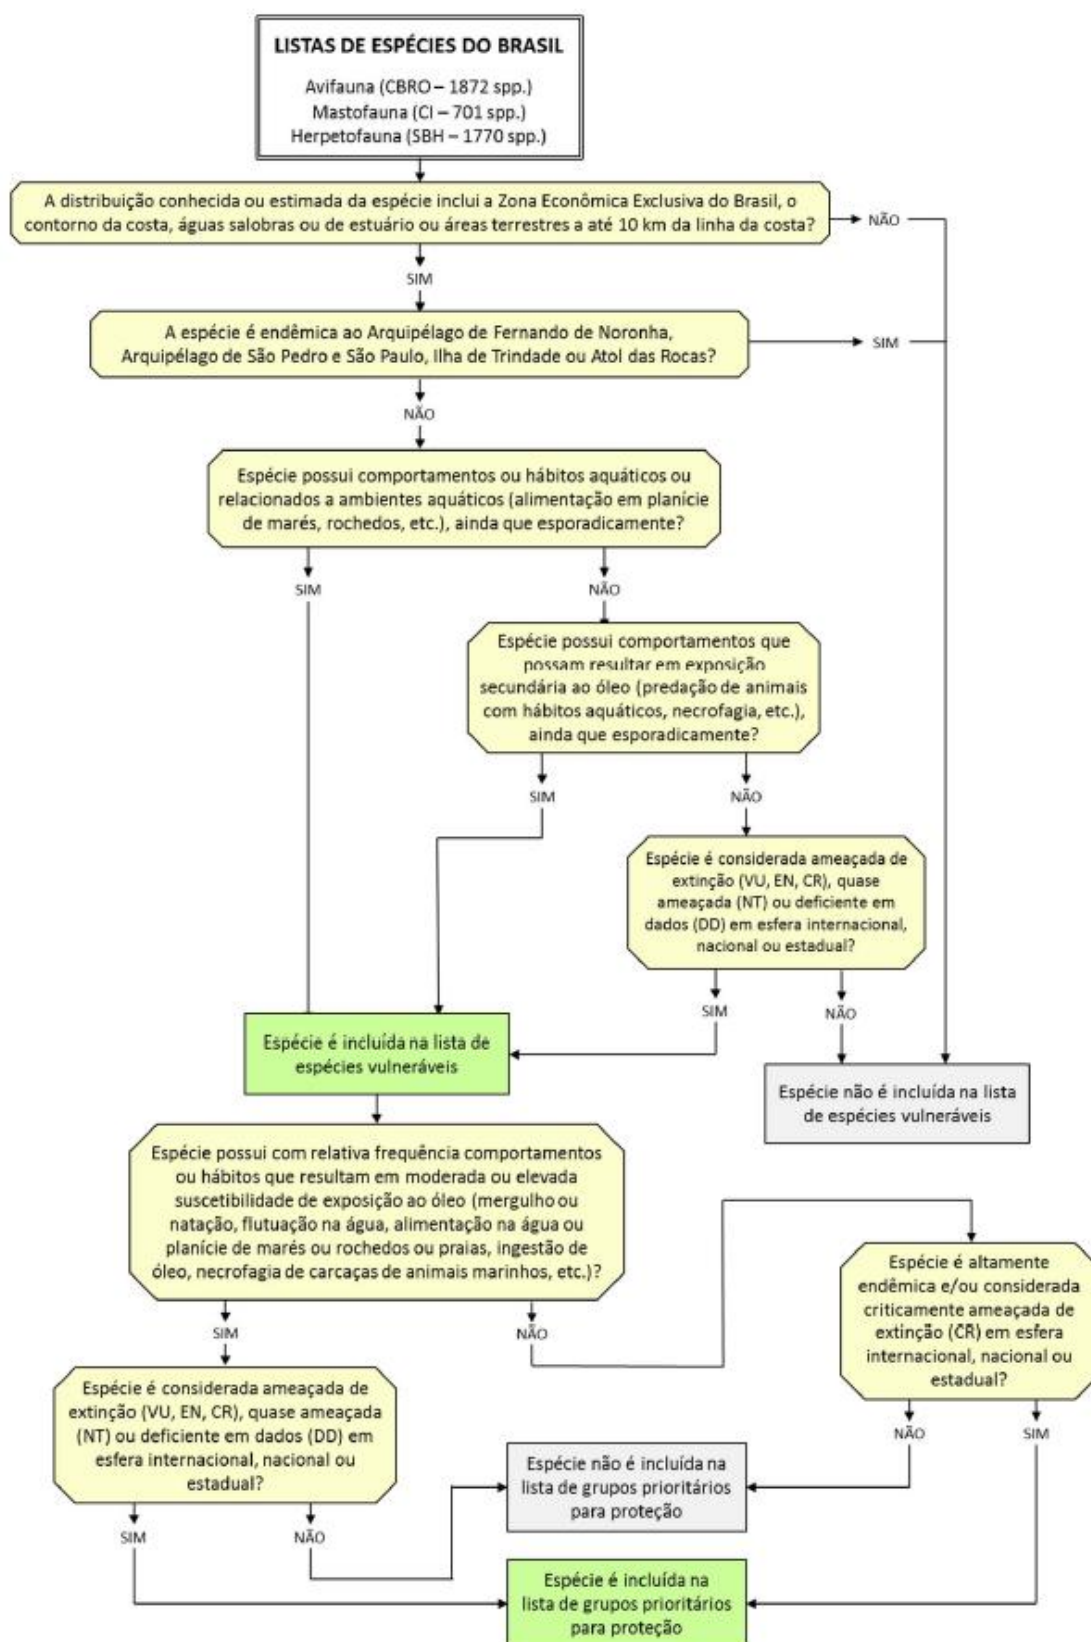 LISTAS DE ESPÉCIES DO BRASIL
Avifauna (CBRO – 1872 spp.)
Mastofauna (CI – 701 spp.)
Herpetofauna (SBH – 1770 spp.)
A distribuição conhecida ou estimada da espécie inclui a Zona Econômica Exclusiva do Brasil, o
contorno da costa, águas salobras ou de estuário ou áreas terrestres a até 10 km da linha da costa?
NÃO
SIM
A espécie é endêmica ao Arquipélago de Fernando de Noronha,
Arquipélago de São Pedro e São Paulo, Ilha de Trindade ou Atol das Rocas?
SIM
NÃO
Espécie possui comportamentos ou hábitos aquáticos ou
relacionados a ambientes aquáticos (alimentação em planície
de marés, rochedos, etc.), ainda que esporadicamente?
SIM
NÃO
Espécie possui comportamentos que
possam resultar em exposição
secundária ao óleo (predação de animais
com hábitos aquáticos, necrofagia, etc.),
ainda que esporadicamente?
SIM
NÃO
Espécie é considerada ameaçada de
extinção (VU, EN, CR), quase
ameaçada (NT) ou deficiente em
dados (DD) em esfera internacional,
nacional ou estadual?
SIM
NÃO
Espécie é incluída na lista de
espécies vulneráveis
Espécie não é incluída na lista
de espécies vulneráveis
Espécie possui com relativa frequência comportamentos
ou hábitos que resultam em moderada ou elevada
suscetibilidade de exposição ao óleo (mergulho ou
natação, flutuação na água, alimentação na água ou
planície de marés ou rochedos ou praias, ingestão de
óleo, necrofagia de carcaças de animais marinhos, etc.)?
SIM
NÃO
Espécie é altamente
endêmica e/ou considerada
criticamente ameaçada de
extinção (CR) em esfera
internacional, nacional ou
estadual?
NÃO
SIM
Espécie é considerada ameaçada de
extinção (VU, EN, CR), quase ameaçada
(NT) ou deficiente em dados (DD) em
esfera internacional, nacional ou
estadual?
SIM
NÃO
Espécie não é incluída na
lista de grupos prioritários
para proteção
Espécie é incluída na
lista de grupos prioritários
para proteção